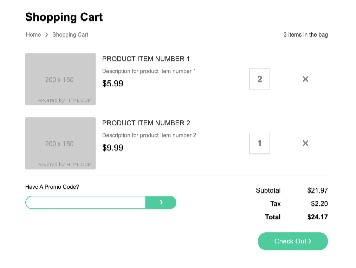 Shopping Cart
Home > Shopping Cart
3 items in the bag
200 x 150
PRODUCT ITEM NUMBER 1
Description for product item number 1
$5.99
2
×
200 x 150
PRODUCT ITEM NUMBER 2
Description for product item number 2
$9.99
1
×
Have A Promo Code?
Subtotal $21.97
Tax $2.20
Total $24.17
Check Out >